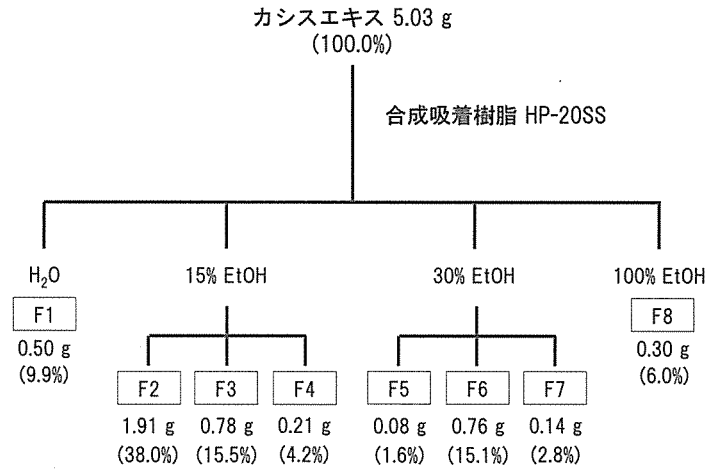 カシスエキス 5.03 g
(100.0%)
合成吸着樹脂 HP-20SS
H₂O
15% EtOH
30% EtOH
100% EtOH
F1
F8
0.50 g
(9.9%)
0.30 g
(6.0%)
F2
F3
F4
F5
F6
F7
1.91 g
0.78 g
0.21 g
0.08 g
0.76 g
0.14 g
(38.0%)
(15.5%)
(4.2%)
(1.6%)
(15.1%)
(2.8%)